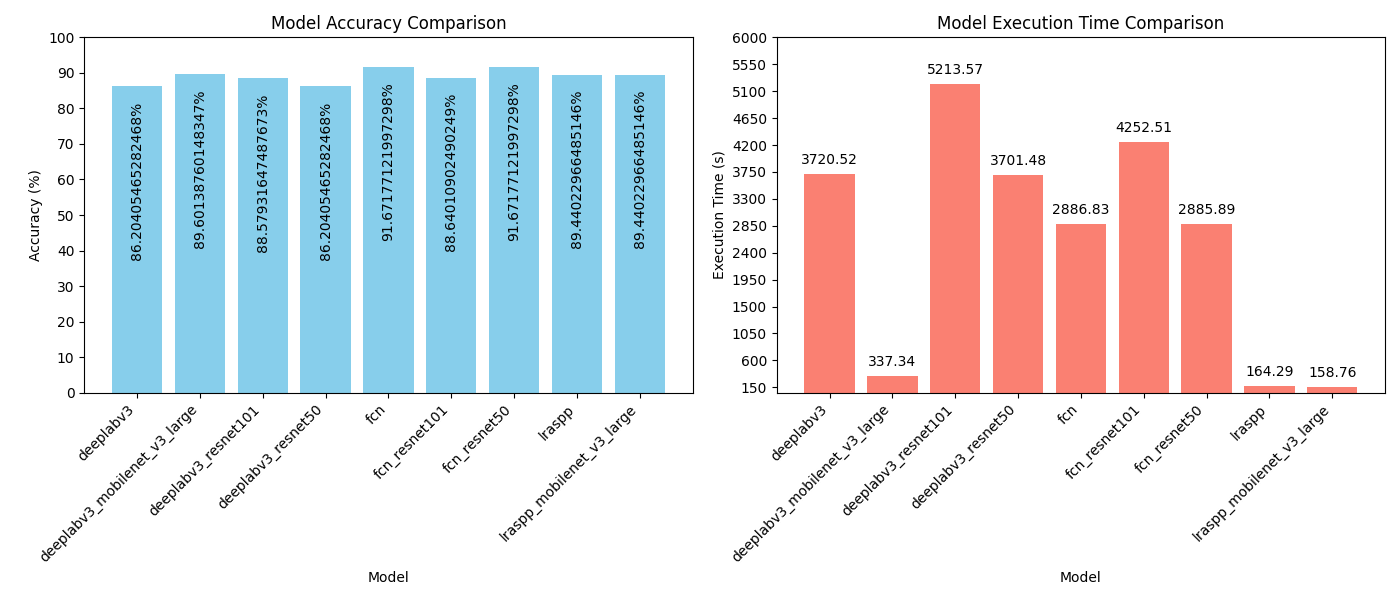 Model Accuracy Comparison
Accuracy (%)
100
90
80
70
60
50
40
30
20
10
0
86.20405465282468%
89.60138760148347%
88.57931647487673%
86.20405465282468%
91.67177121997298%
88.64010902490249%
91.67177121997298%
89.44022966485146%
89.44022966485146%
deeplabv3
deeplabv3_mobilenet_v3_large
deeplabv3_resnet101
deeplabv3_resnet50
fcn
fcn_resnet101
fcn_resnet50
lraspp
lraspp_mobilenet_v3_large
Model
Model Execution Time Comparison
Execution Time (s)
6000
5550
5100
4650
4200
3750
3300
2850
2400
1950
1500
1050
600
150
3720.52
337.34
5213.57
3701.48
2886.83
4252.51
2885.89
164.29
158.76
deeplabv3
deeplabv3_mobilenet_v3_large
deeplabv3_resnet101
deeplabv3_resnet50
fcn
fcn_resnet101
fcn_resnet50
lraspp
lraspp_mobilenet_v3_large
Model